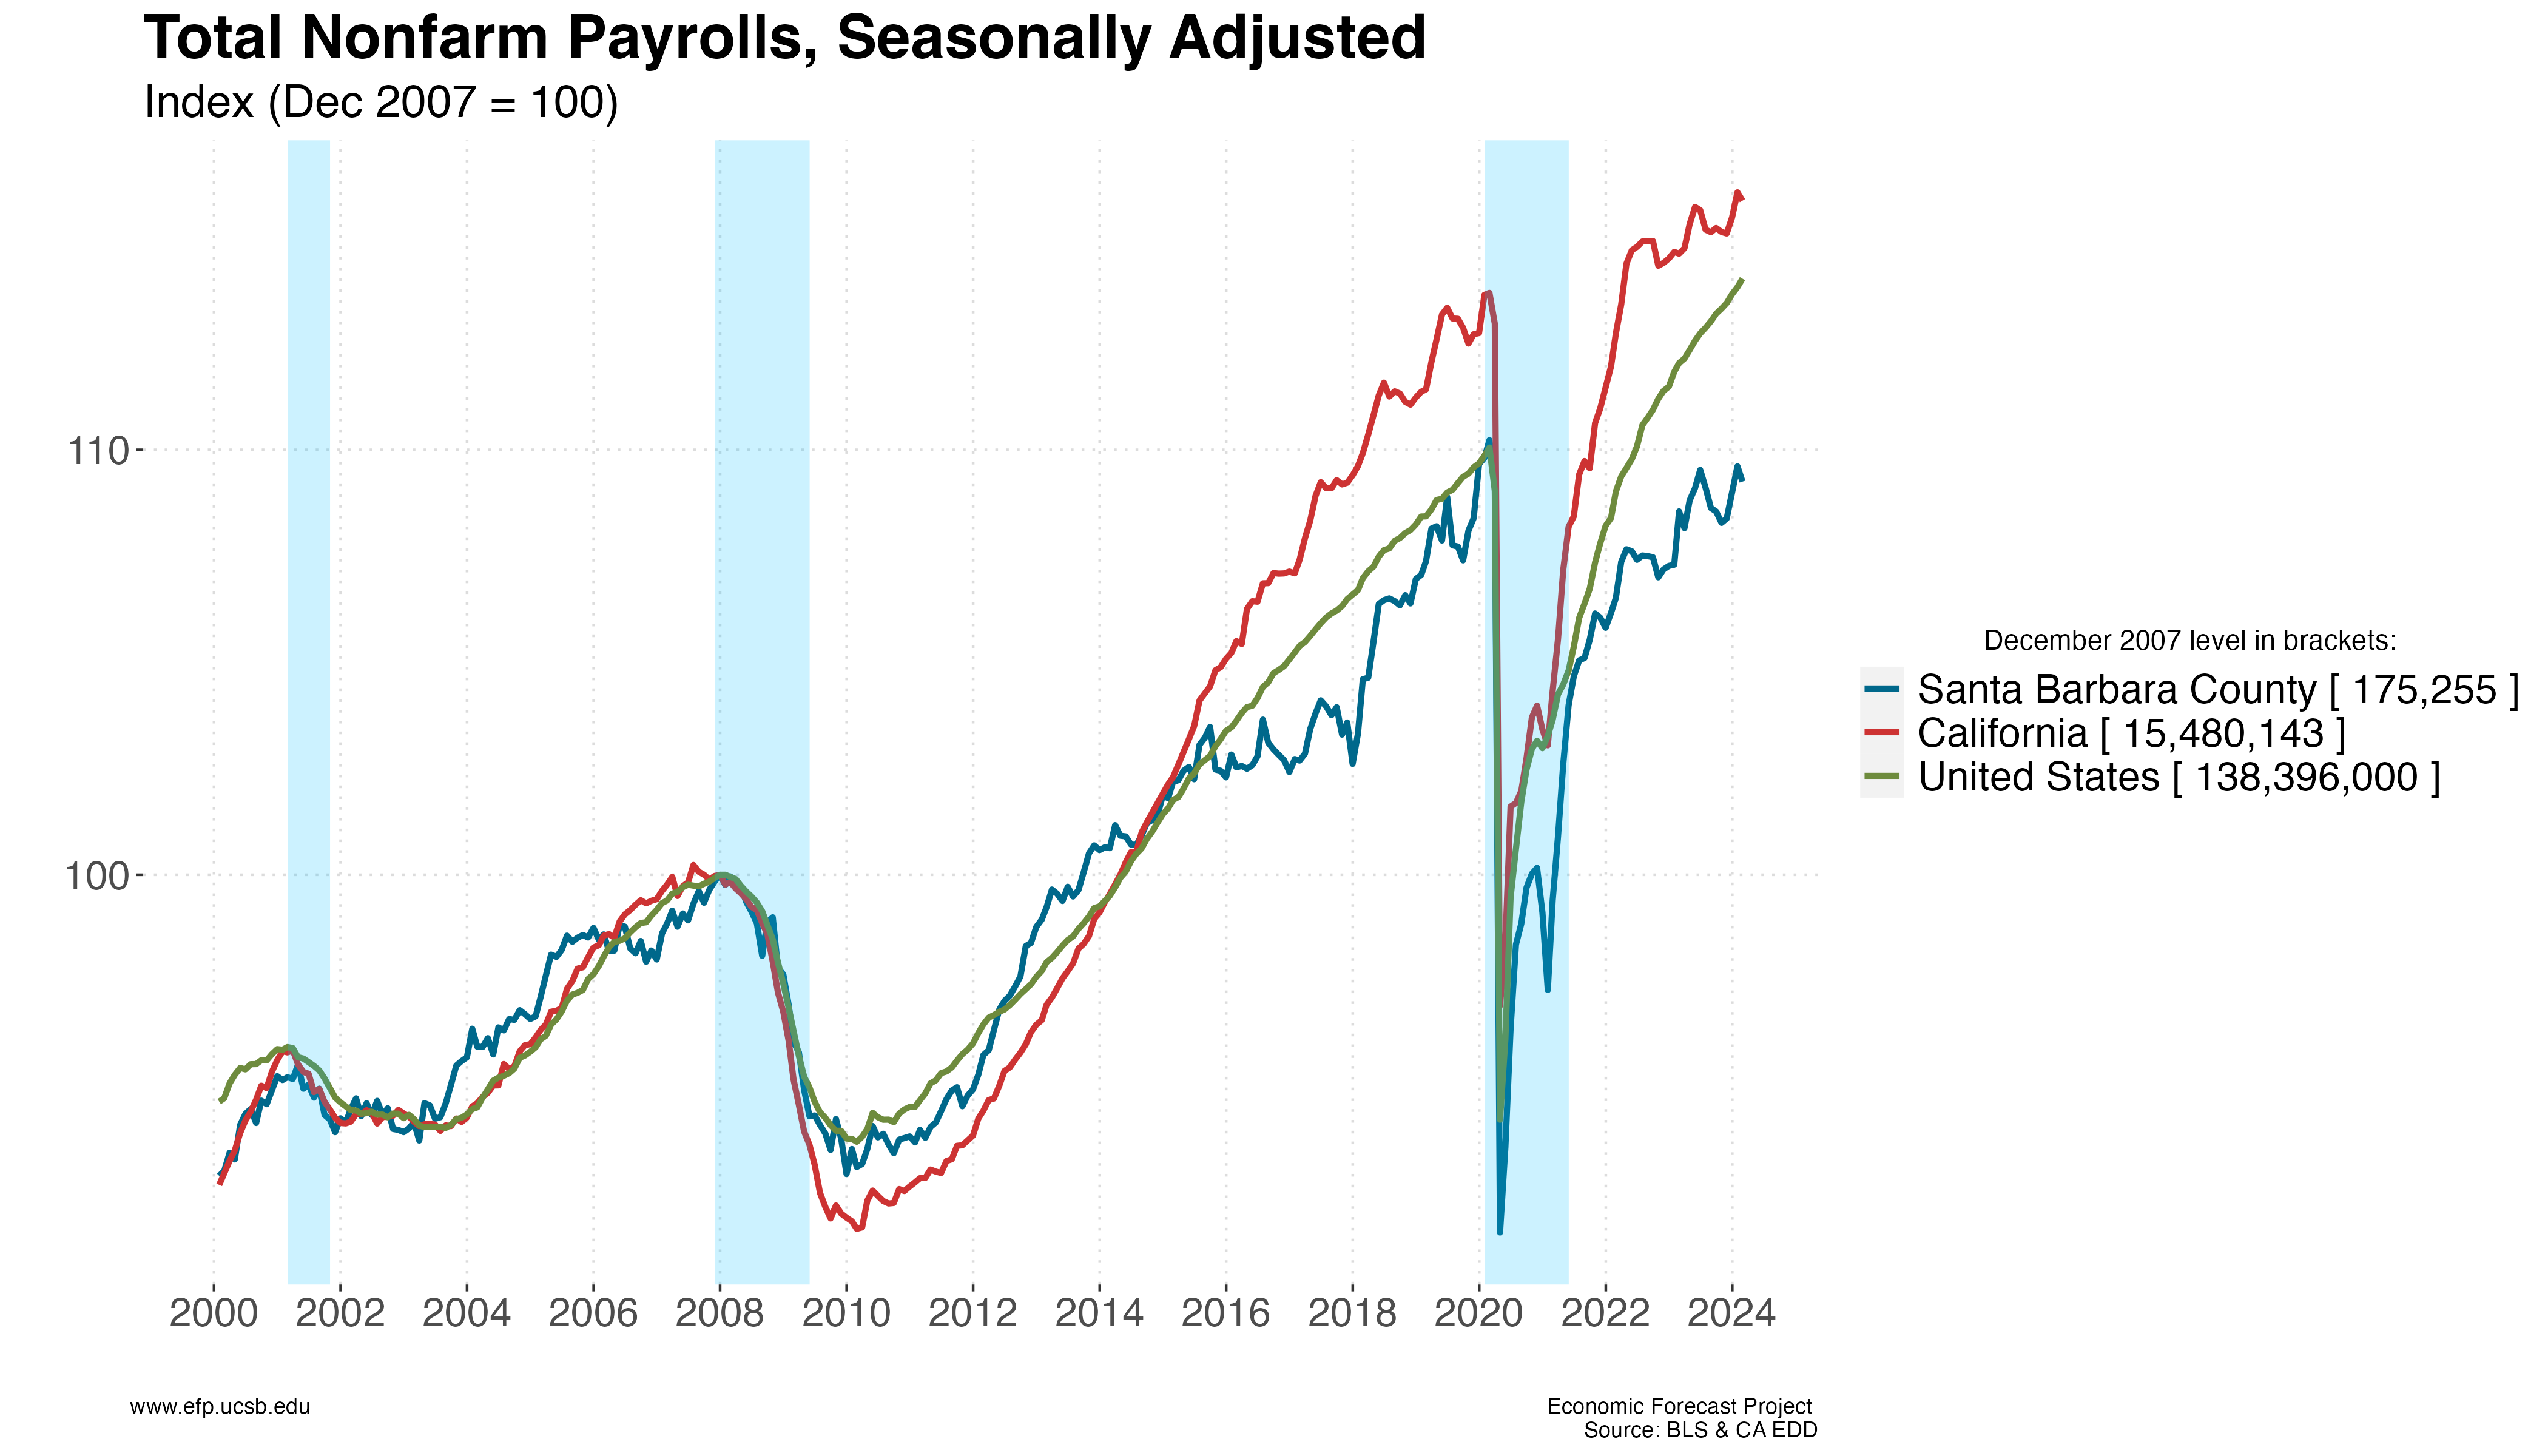 Total Nonfarm Payrolls, Seasonally Adjusted
Index (Dec 2007 = 100)
110
100
2000 2002 2004 2006 2008 2010 2012 2014 2016 2018 2020 2022 2024
December 2007 level in brackets:
Santa Barbara County [ 175,255 ]
California [ 15,480,143 ]
United States [ 138,396,000 ]
www.efp.ucsb.edu
Economic Forecast Project
Source: BLS & CA EDD